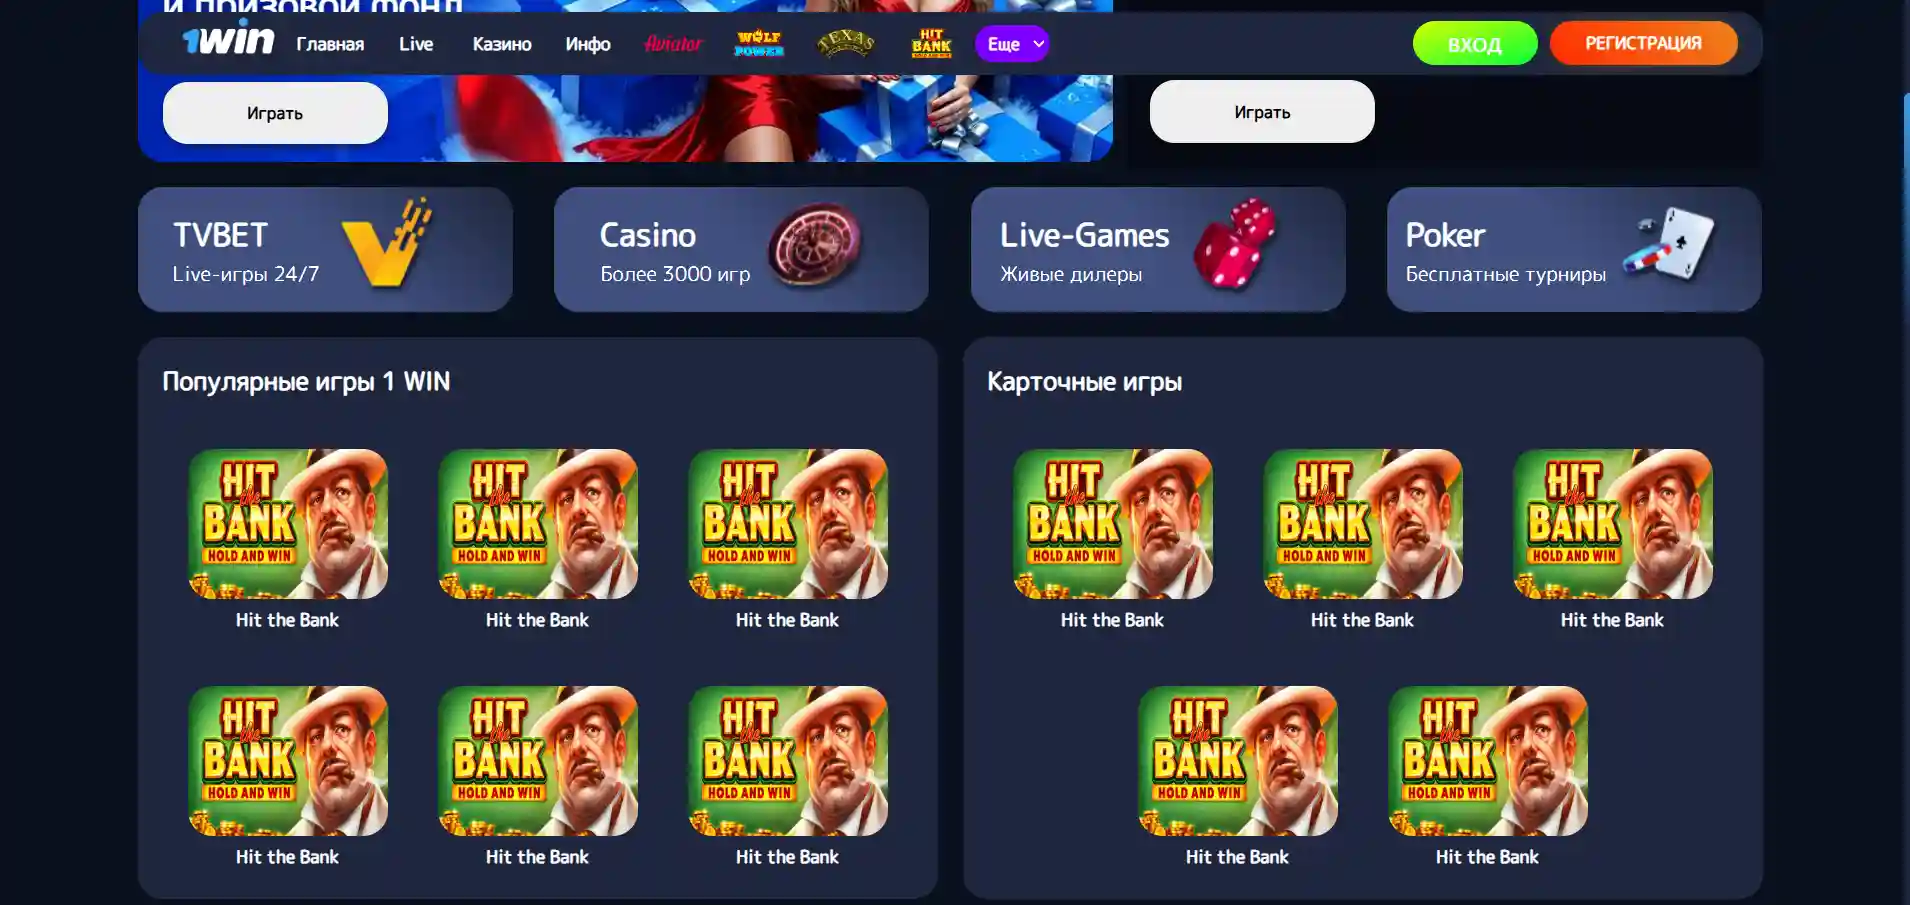 и призовой фонд
1win Главная Live Казино Инфо Aviator WOLF POWER TEXAS HIT the BANK Еще ВХОД РЕГИСТРАЦИЯ
Играть
Играть
TVBET
Live-игры 24/7
Casino
Более 3000 игр
Live-Games
Живые дилеры
Poker
Бесплатные турниры
Популярные игры 1 WIN
HIT the BANK HOLD AND WIN
Hit the Bank
HIT the BANK HOLD AND WIN
Hit the Bank
HIT the BANK HOLD AND WIN
Hit the Bank
HIT the BANK HOLD AND WIN
Hit the Bank
HIT the BANK HOLD AND WIN
Hit the Bank
HIT the BANK HOLD AND WIN
Hit the Bank
Карточные игры
HIT the BANK HOLD AND WIN
Hit the Bank
HIT the BANK HOLD AND WIN
Hit the Bank
HIT the BANK HOLD AND WIN
Hit the Bank
HIT the BANK HOLD AND WIN
Hit the Bank
HIT the BANK HOLD AND WIN
Hit the Bank